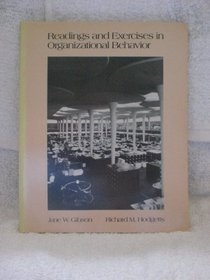 Readings and Exercises in
Organizational Behavior
Jane W. Gibson
Richard M. Hodgetts